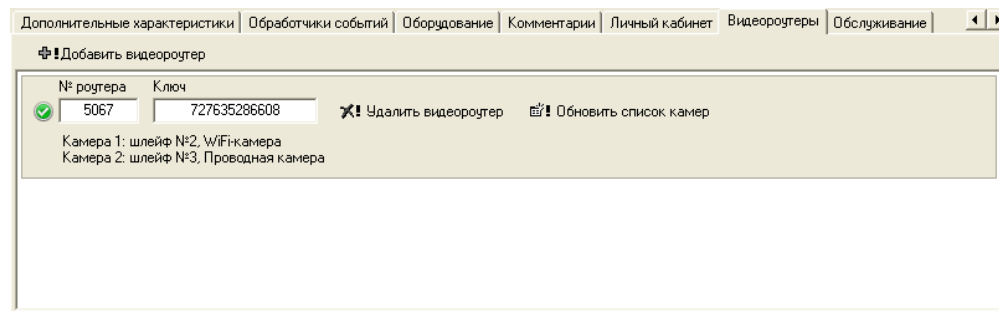 Дополнительные характеристики Обработчики событий Оборудование Комментарии Личный кабинет Видеороутеры Обслуживание
Добавить видеороутер
№ роутера Ключ
5067 727635286608 Удалить видеороутер Обновить список камер
Камера 1: шлейф №2, WiFi-камера
Камера 2: шлейф №3, Проводная камера